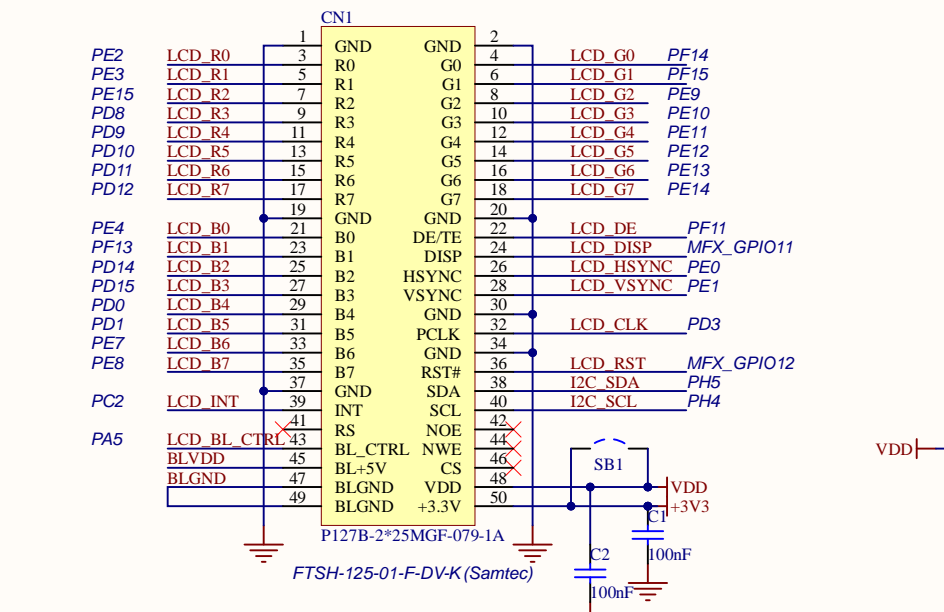 CN1
1 GND GND 2
PE2 LCD_R0 3 R0 G0 4 LCD_G0 PF14
PE3 LCD_R1 5 R1 G1 6 LCD_G1 PF15
PE15 LCD_R2 7 R2 G2 8 LCD_G2 PE9
PD8 LCD_R3 9 R3 G3 10 LCD_G3 PE10
PD9 LCD_R4 11 R4 G4 12 LCD_G4 PE11
PD10 LCD_R5 13 R5 G5 14 LCD_G5 PE12
PD11 LCD_R6 15 R6 G6 16 LCD_G6 PE13
PD12 LCD_R7 17 R7 G7 18 LCD_G7 PE14
19 GND GND 20
PE4 LCD_B0 21 B0 DE/TE 22 LCD_DE PF11
PF13 LCD_B1 23 B1 DISP 24 LCD_DISP MFX_GPIO11
PD14 LCD_B2 25 B2 HSYNC 26 LCD_HSYNC PE0
PD15 LCD_B3 27 B3 VSYNC 28 LCD_VSYNC PE1
PD0 LCD_B4 29 B4 GND 30
PD1 LCD_B5 31 B5 PCLK 32 LCD_CLK PD3
PE7 LCD_B6 33 B6 GND 34
PE8 LCD_B7 35 B7 RST# 36 LCD_RST MFX_GPIO12
37 GND SDA 38 I2C_SDA PH5
PC2 LCD_INT 39 INT SCL 40 I2C_SCL PH4
41 RS NOE 42
PA5 LCD_BL_CTRL 43 BL_CTRL NWE 44 VDD
BLVDD 45 BL+5V CS 46 SB1
BLGND 47 BLGND VDD 48 VDD
49 BLGND +3.3V 50 +3V3
C1
P127B-2*25MGF-079-1A
C2 100nF
FTSH-125-01-F-DV-K (Samtec)
100nF